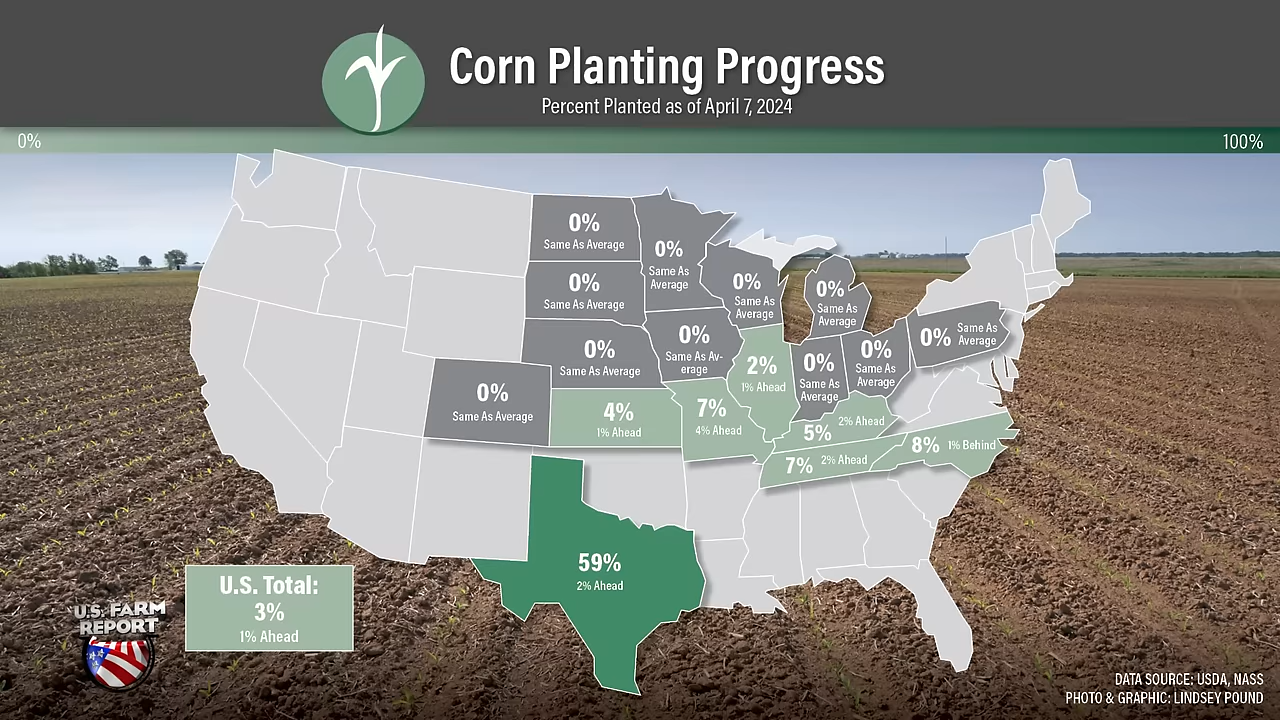 Corn Planting Progress
Percent Planted as of April 7, 2024
0%
100%
0%
Same As Average
0%
Same As
Average
0%
Same As Average
0%
Same As
Average
0%
Same As
Average
0%
Same As Average
0%
Same As Av-
erage
2%
1% Ahead
0%
Same As
Average
0%
Same As
Average
0%
Same As
Average
0%
Same As Average
4%
1% Ahead
7%
4% Ahead
5%
2% Ahead
7%
2% Ahead
8%
1% Behind
59%
2% Ahead
U.S. Total:
3%
1% Ahead
U.S. FARM
REPORT
DATA SOURCE: USDA, NASS
PHOTO & GRAPHIC: LINDSEY POUND